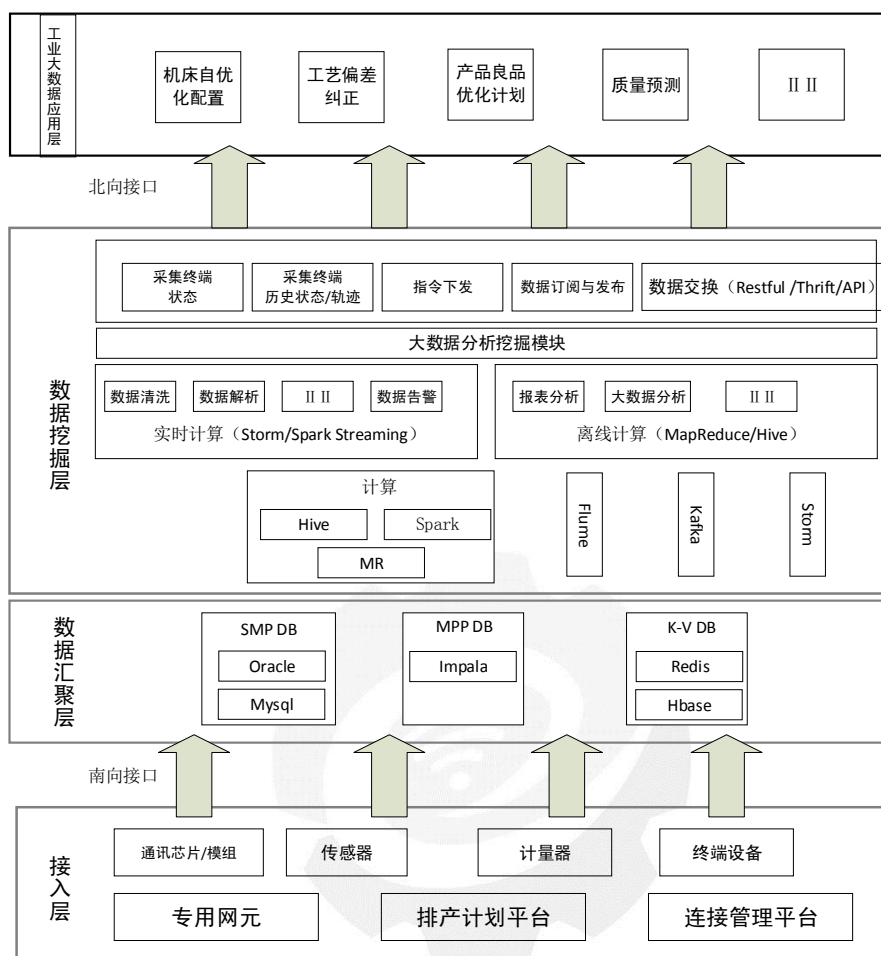 工业大数据应用层
机床自优
化配置
工艺偏差
纠正
产品良品
优化计划
质量预测
ⅡⅡ
北向接口
数据挖掘层
采集终端
状态
采集终端
历史状态/轨迹
指令下发
数据订阅与发布
数据交换（Restful /Thrift/API）
大数据分析挖掘模块
数据清洗
数据解析
ⅡⅡ
数据告警
实时计算（Storm/Spark Streaming）
报表分析
大数据分析
ⅡⅡ
离线计算（MapReduce/Hive）
计算
Hive
Spark
MR
Flume
Kafka
Storm
数据汇聚层
SMP DB
Oracle
Mysql
MPP DB
Impala
K-V DB
Redis
Hbase
南向接口
接入层
通讯芯片/模组
传感器
计量器
终端设备
专用网元
排产计划平台
连接管理平台